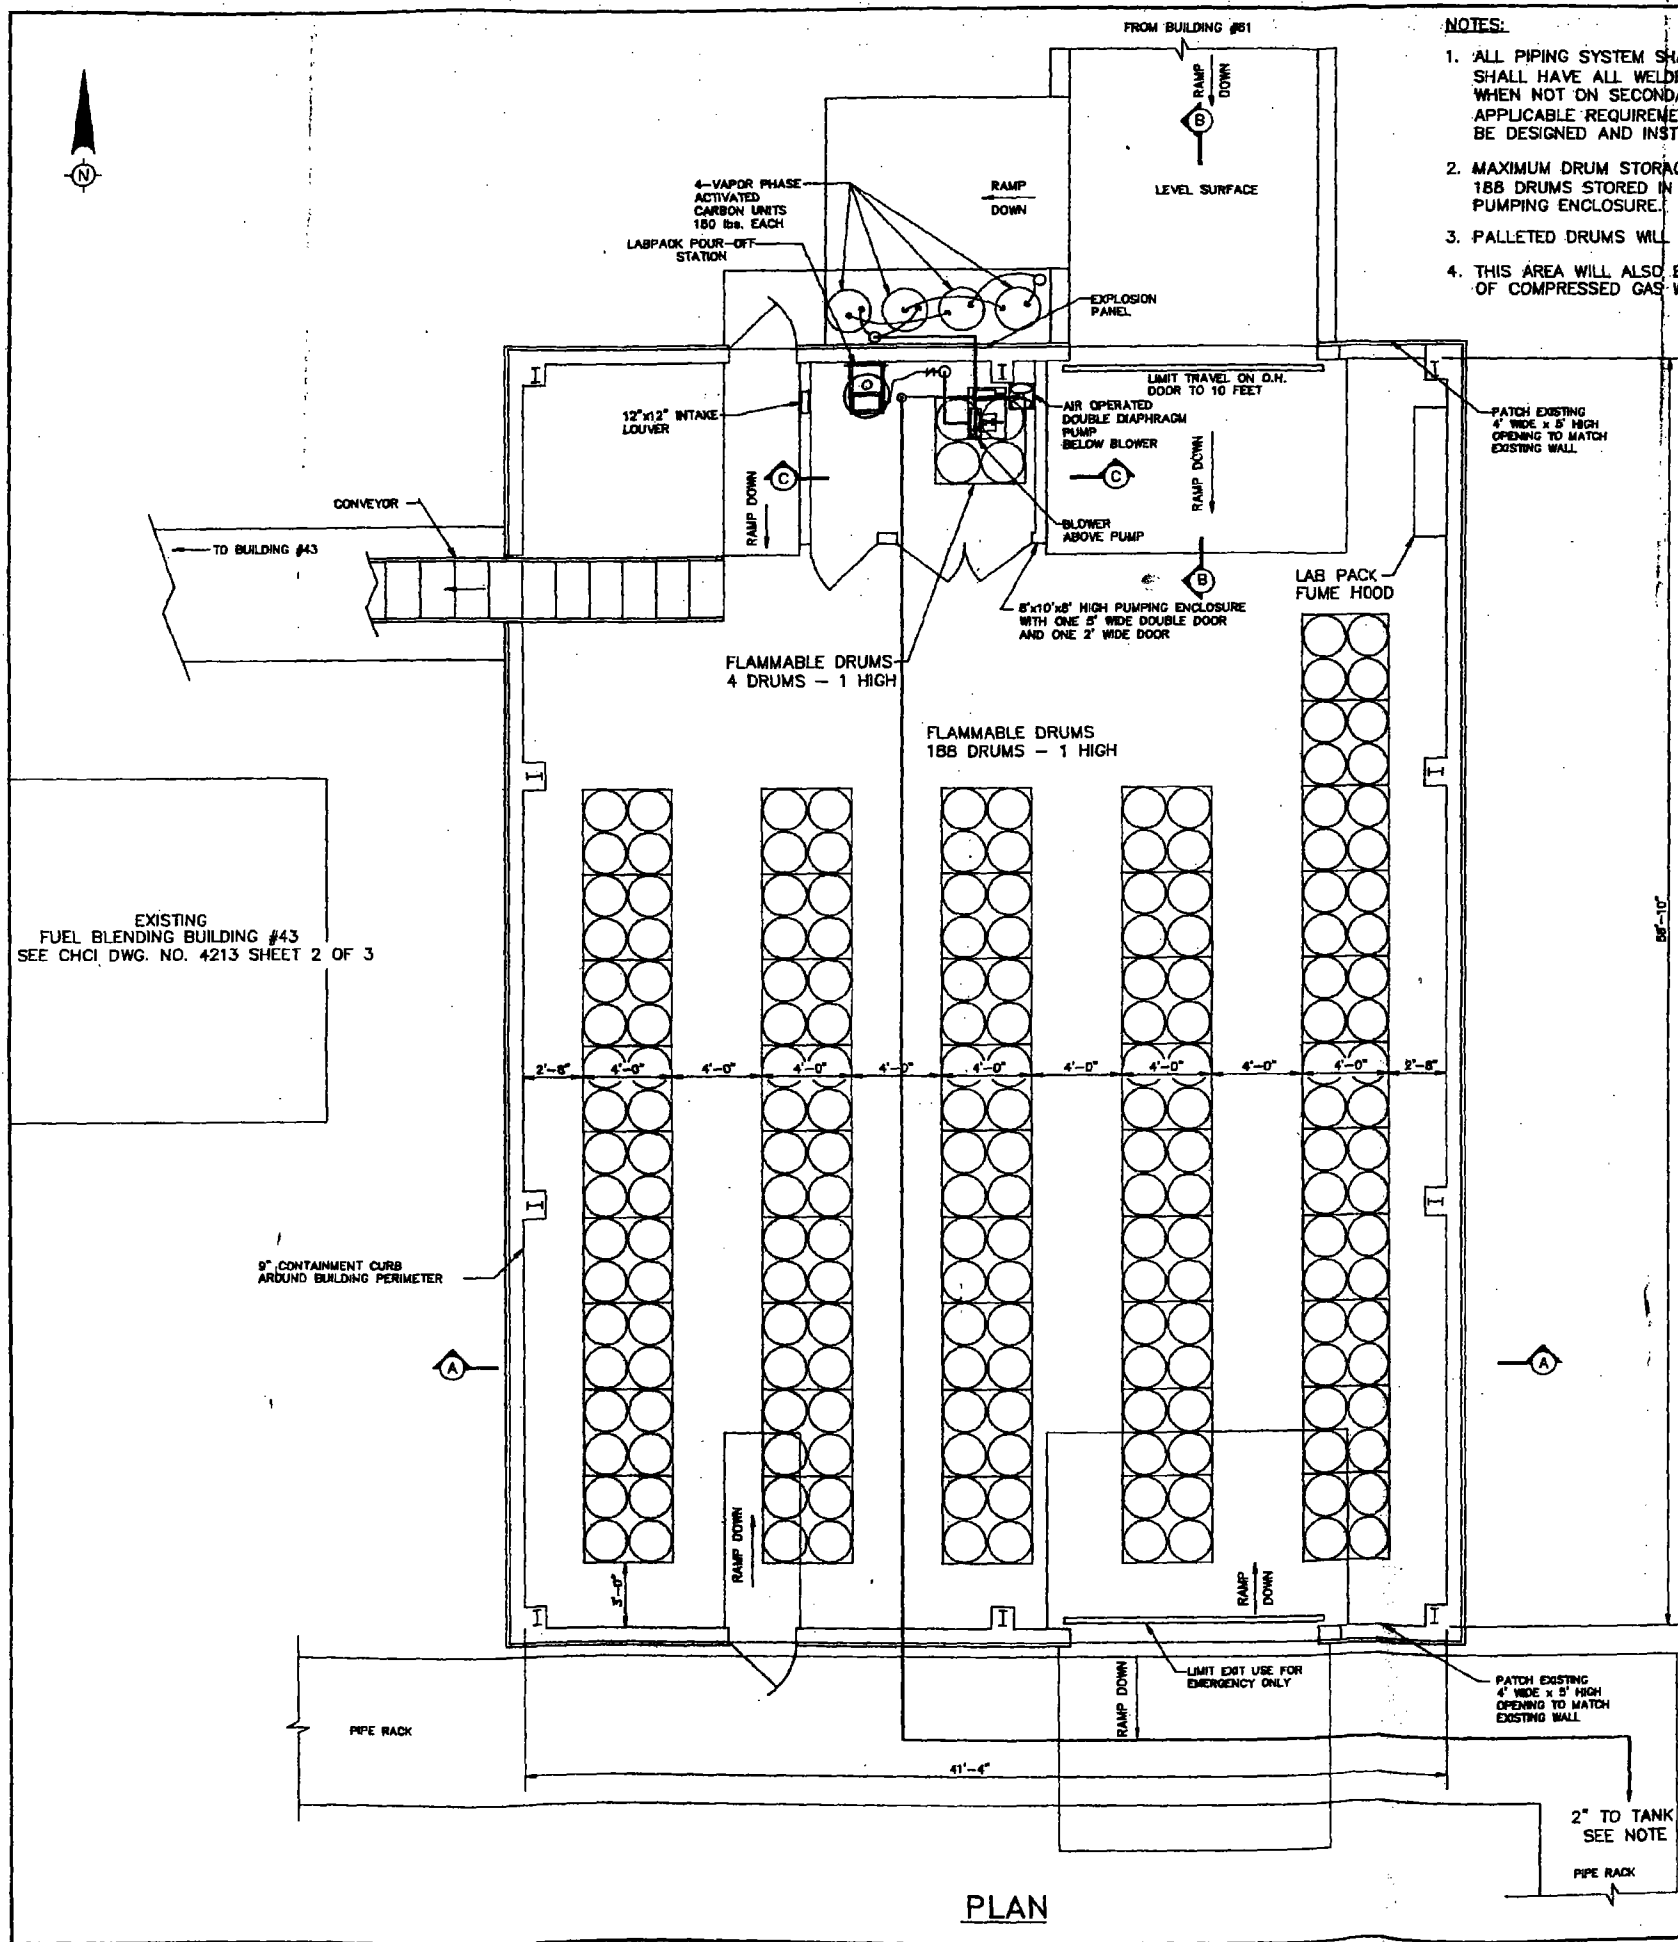 FROM BUILDING #61
RAMP
DOWN
B
LEVEL SURFACE
NOTES:
1. ALL PIPING SYSTEM
SHALL HAVE ALL
WHEN NOT ON
APPLICABLE
BE DESIGNED AND
2. MAXIMUM DRUM
188 DRUMS STORED IN
PUMPING ENCLOSURE.
3. PALLETED DRUMS WILL
4. THIS AREA WILL ALSO
OF COMPRESSED GAS
N
4-VAPOR PHASE
ACTIVATED
CARBON UNITS
180 lbs. EACH
RAMP
DOWN
LABPACK POUR-OFF
STATION
EXPLOSION
PANEL
LIMIT TRAVEL ON O.H.
DOOR TO 10 FEET
12"x12" INTAKE
LOUVER
AIR OPERATED
DOUBLE DIAPHRAGM
PUMP
BELOW BLOWER
PATCH EXISTING
4' WIDE x 5' HIGH
OPENING TO MATCH
EXISTING WALL
C
C
RAMP DOWN
RAMP DOWN
CONVEYOR
TO BUILDING #43
BLOWER
ABOVE PUMP
B
LAB PACK
FUME HOOD
8'x10'x8' HIGH PUMPING ENCLOSURE
WITH ONE 5' WIDE DOUBLE DOOR
AND ONE 2' WIDE DOOR
FLAMMABLE DRUMS
4 DRUMS - 1 HIGH
FLAMMABLE DRUMS
188 DRUMS - 1 HIGH
EXISTING
FUEL BLENDING BUILDING #43
SEE CHCI DWG. NO. 4213 SHEET 2 OF 3
2'-8" 4'-0" 4'-0" 4'-0" 4'-0" 4'-0" 4'-0" 4'-0" 4'-0" 4'-0" 2'-8"
9" CONTAINMENT CURB
AROUND BUILDING PERIMETER
A
A
RAMP DOWN
3'-0"
RAMP
DOWN
LIMIT EXIT USE FOR
EMERGENCY ONLY
RAMP DOWN
PATCH EXISTING
4' WIDE x 5' HIGH
OPENING TO MATCH
EXISTING WALL
PIPE RACK
41'-4"
2" TO TANK
SEE NOTE
PIPE RACK
PLAN